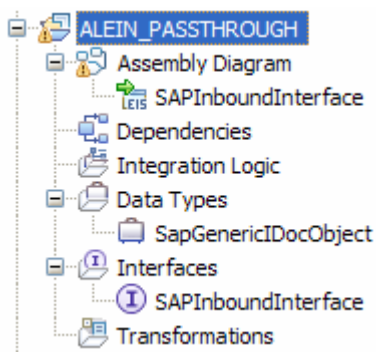 ALEIN_PASSTHROUGH
Assembly Diagram
EIS SAPInboundInterface
Dependencies
Integration Logic
Data Types
SapGenericIDocObject
Interfaces
I SAPInboundInterface
Transformations